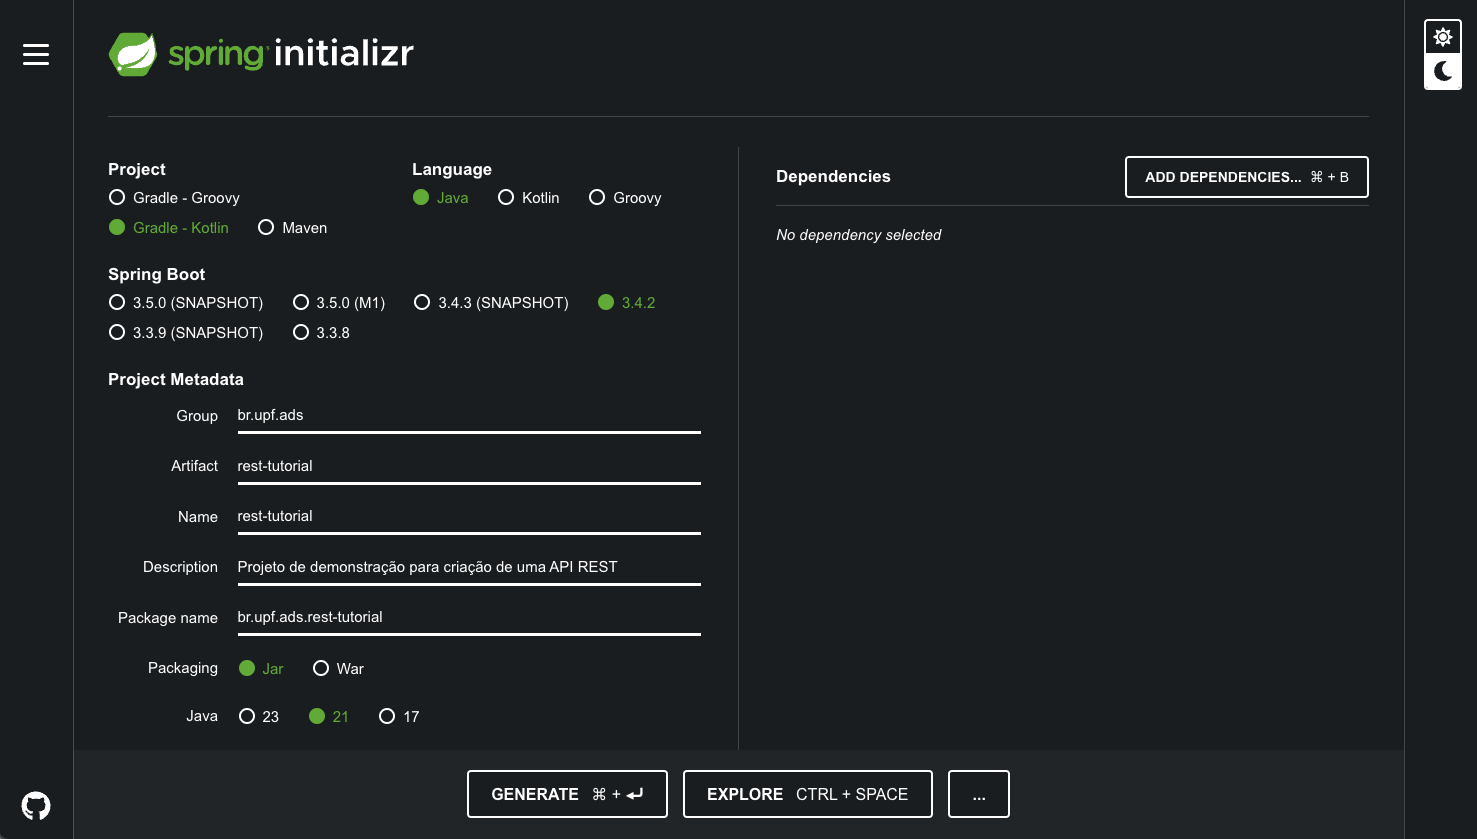 spring initializr
Project
Gradle - Groovy
Gradle - Kotlin Maven
Language
Java Kotlin Groovy
Spring Boot
3.5.0 (SNAPSHOT) 3.5.0 (M1) 3.4.3 (SNAPSHOT) 3.4.2
3.3.9 (SNAPSHOT) 3.3.8
Project Metadata
Group br.upf.ads
Artifact rest-tutorial
Name rest-tutorial
Description Projeto de demonstração para criação de uma API REST
Package name br.upf.ads.rest-tutorial
Packaging Jar War
Java 23 21 17
Dependencies
ADD DEPENDENCIES... ⌘ + B
No dependency selected
GENERATE ⌘ + ⏎
EXPLORE CTRL + SPACE
...